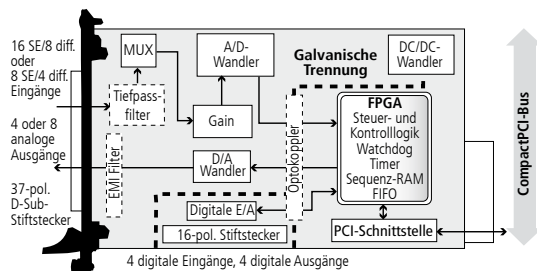 16 SE/8 diff.
oder
8 SE/4 diff.
Eingänge
4 oder 8
analoge
Ausgänge
37-pol.
D-Sub-
Stiftstecker
MUX
A/D-
Wandler
Galvanische
Trennung
DC/DC-
Wandler
Tiefpass-
filter
Gain
EMI Filter
D/A
Wandler
Optokoppler
FPGA
Steuer- und
Kontrolllogik
Watchdog
Timer
Sequenz-RAM
FIFO
Digitale E/A
16-pol. Stiftstecker
PCI-Schnittstelle
CompactPCI-Bus
4 digitale Eingänge, 4 digitale Ausgänge